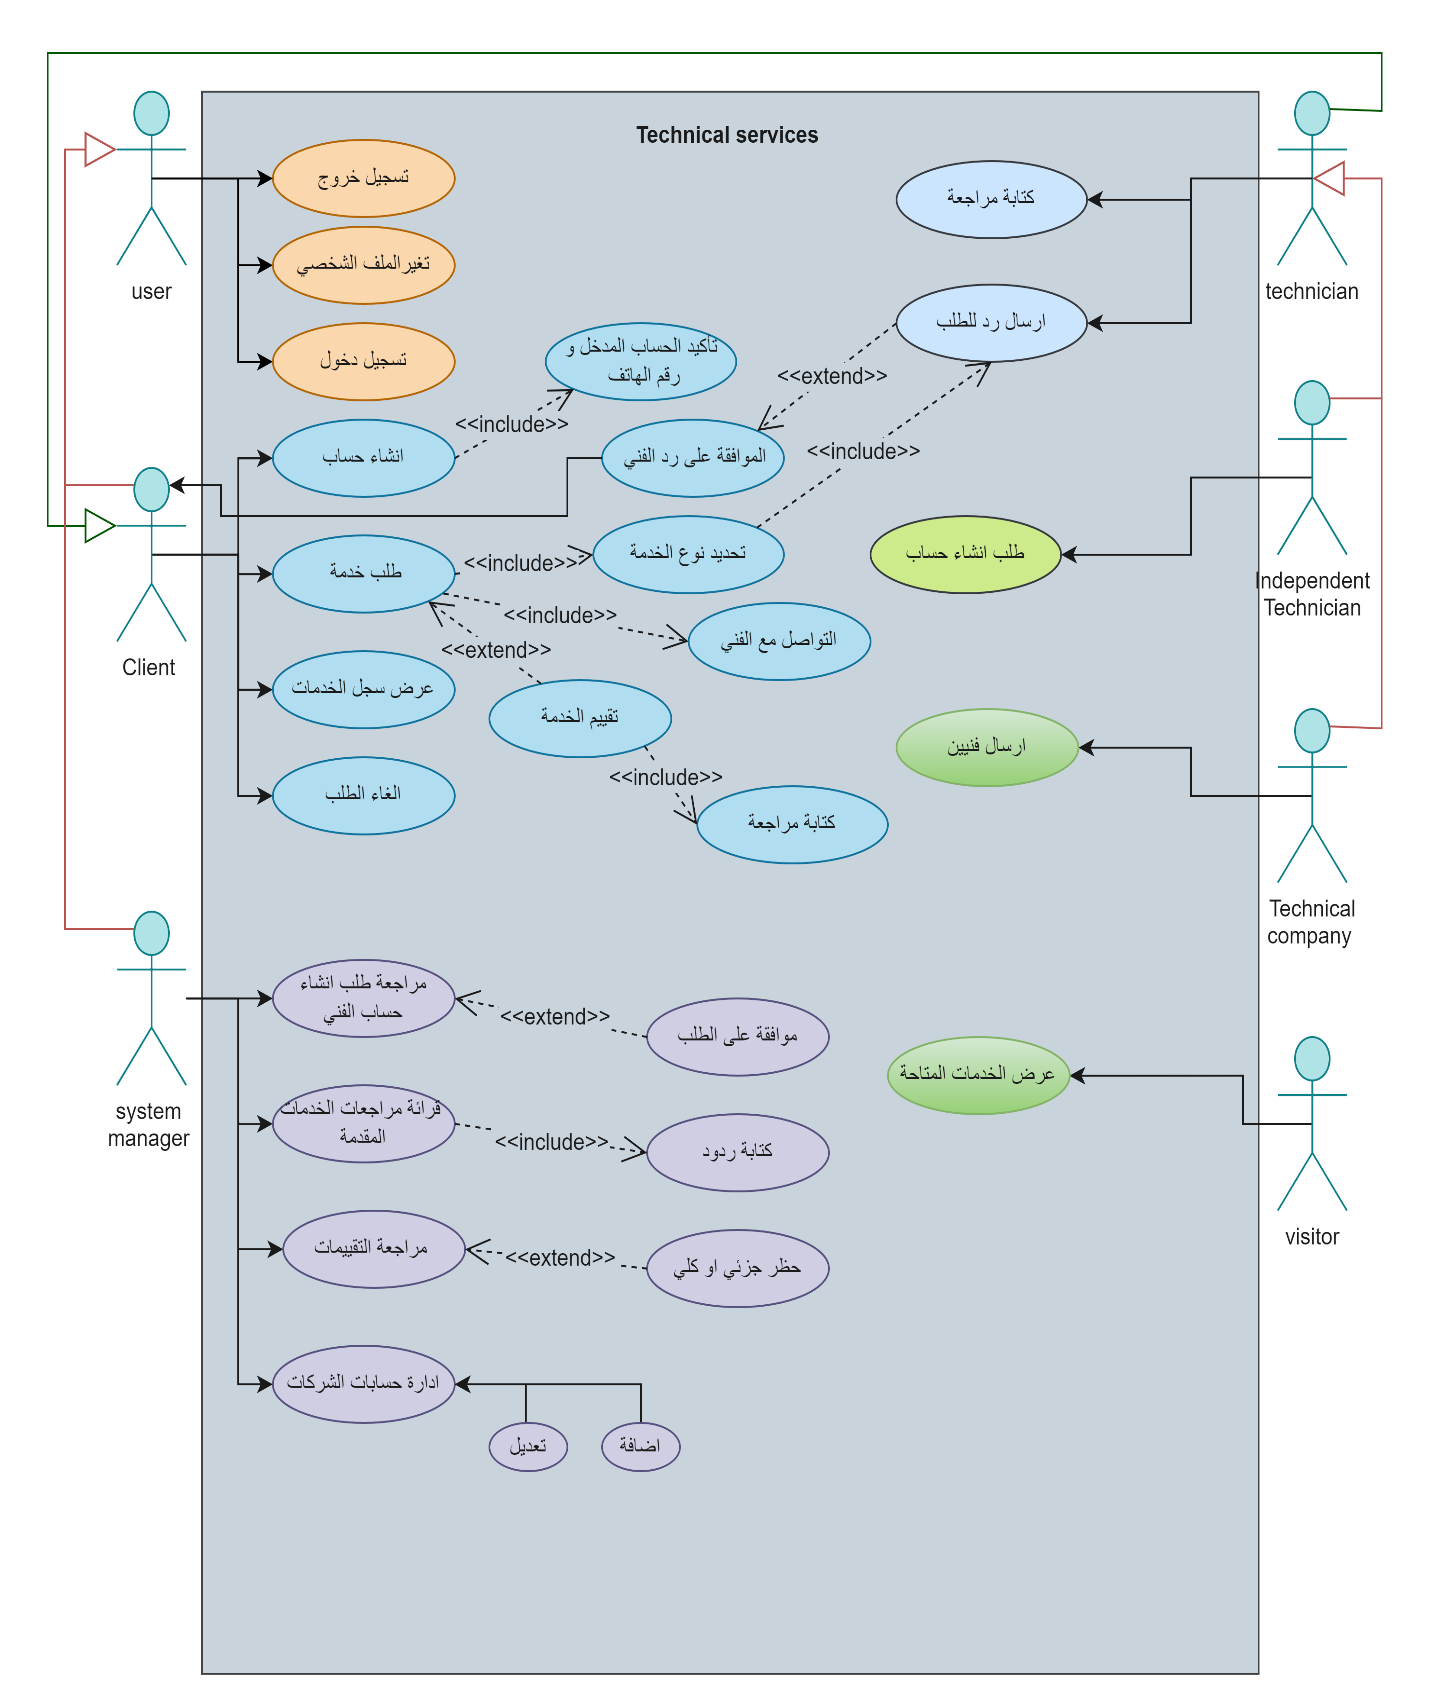 Technical services
تسجيل خروج
كتابة مراجعة
تغيرالملف الشخصي
user
technician
ارسال رد للطلب
تسجيل دخول
تأكيد الحساب المدخل و
رقم الهاتف
<<extend>>
<<include>>
انشاء حساب
الموافقة على رد الفني
<<include>>
طلب خدمة
<<include>>
تحديد نوع الخدمة
طلب انشاء حساب
Independent
Technician
<<include>>
التواصل مع الفني
<<extend>>
Client
عرض سجل الخدمات
تقييم الخدمة
ارسال فنيين
<<include>>
الغاء الطلب
كتابة مراجعة
Technical
company
مراجعة طلب انشاء
حساب الفني
<<extend>>
موافقة على الطلب
عرض الخدمات المتاحة
system
manager
قرائة مراجعات الخدمات
المقدمة
<<include>>
كتابة ردود
visitor
مراجعة التقييمات
<<extend>>
حظر جزئي او كلي
ادارة حسابات الشركات
تعديل
اضافة